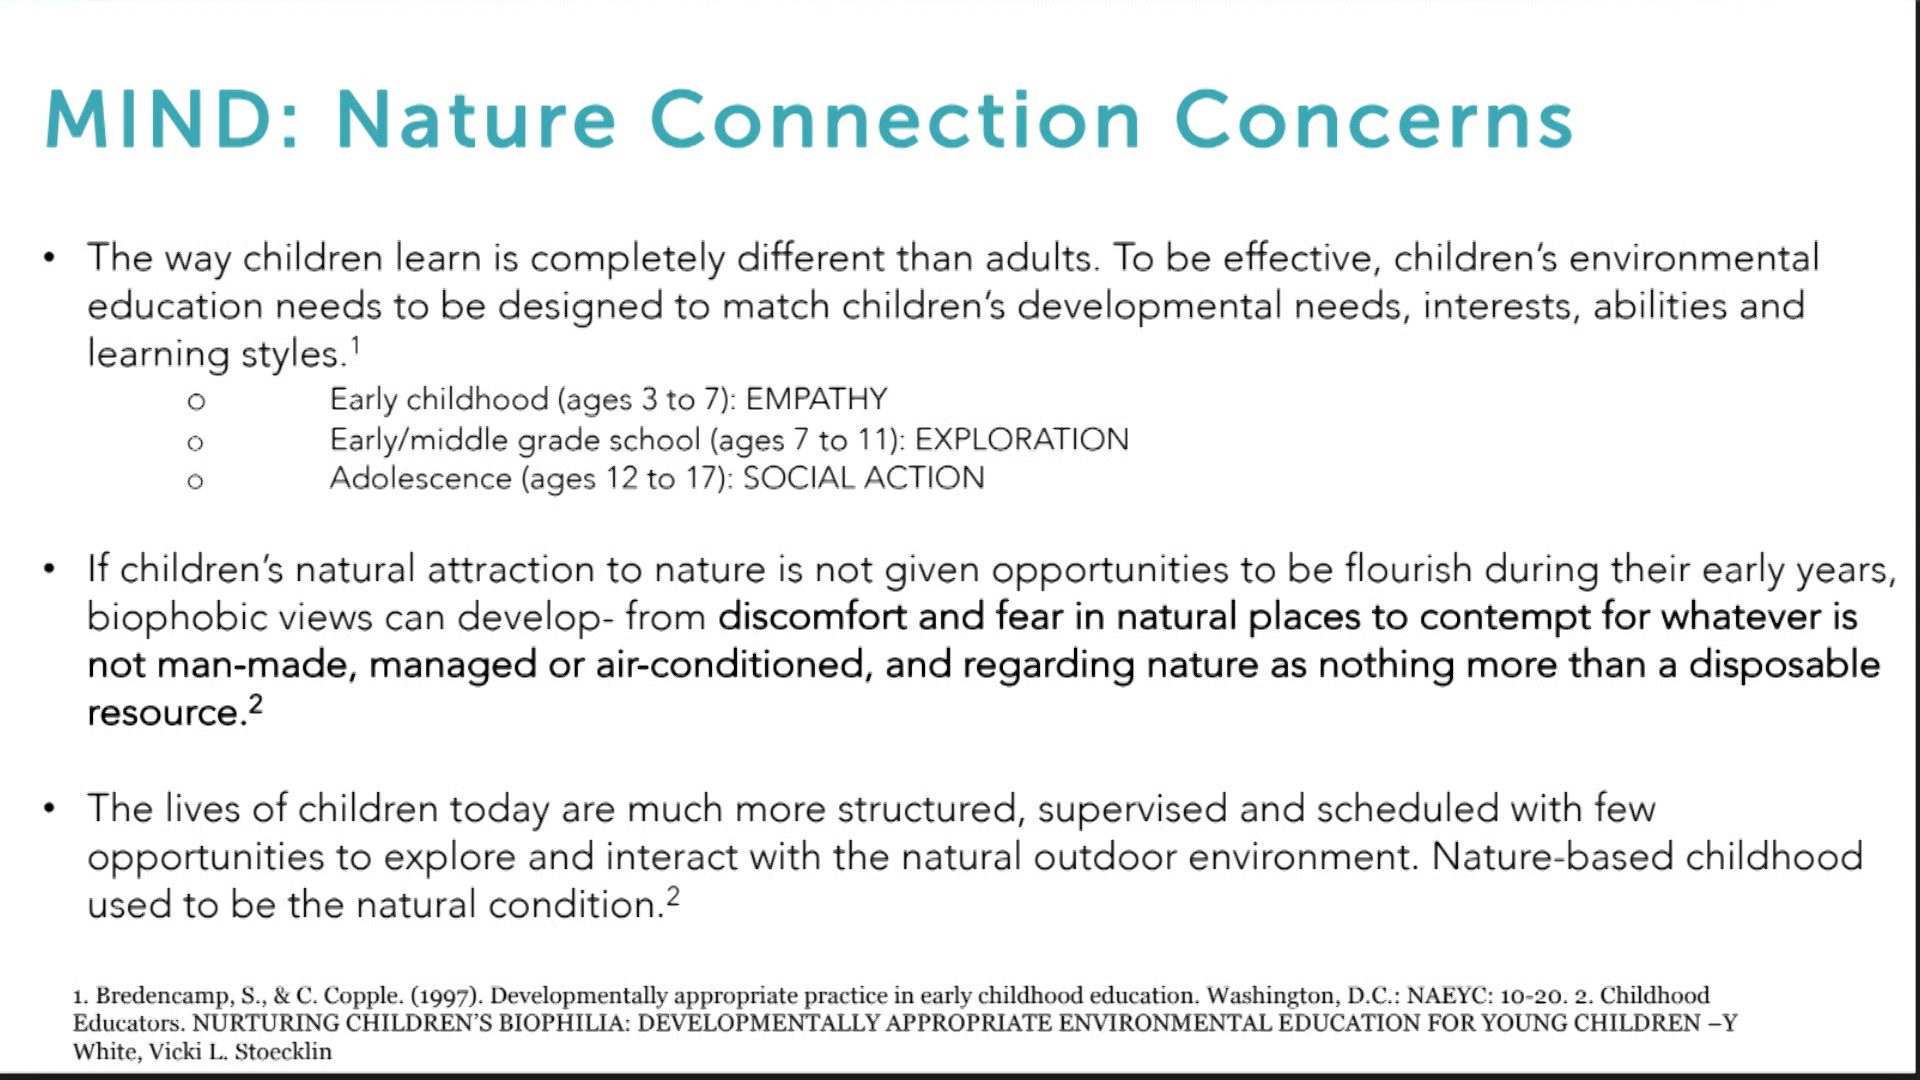 MIND: Nature Connection Concerns
• The way children learn is completely different than adults. To be effective, children's environmental
education needs to be designed to match children's developmental needs, interests, abilities and
learning styles.¹
○ Early childhood (ages 3 to 7): EMPATHY
○ Early/middle grade school (ages 7 to 11): EXPLORATION
○ Adolescence (ages 12 to 17): SOCIAL ACTION
• If children's natural attraction to nature is not given opportunities to be flourish during their early years,
biophobic views can develop- from discomfort and fear in natural places to contempt for whatever is
not man-made, managed or air-conditioned, and regarding nature as nothing more than a disposable
resource.²
• The lives of children today are much more structured, supervised and scheduled with few
opportunities to explore and interact with the natural outdoor environment. Nature-based childhood
used to be the natural condition.²
1. Bredencamp, S., & C. Copple. (1997). Developmentally appropriate practice in early childhood education. Washington, D.C.: NAEYC: 10-20. 2. Childhood
Educators. NURTURING CHILDREN'S BIOPHILIA: DEVELOPMENTALLY APPROPRIATE ENVIRONMENTAL EDUCATION FOR YOUNG CHILDREN –Y
White, Vicki L. Stoecklin